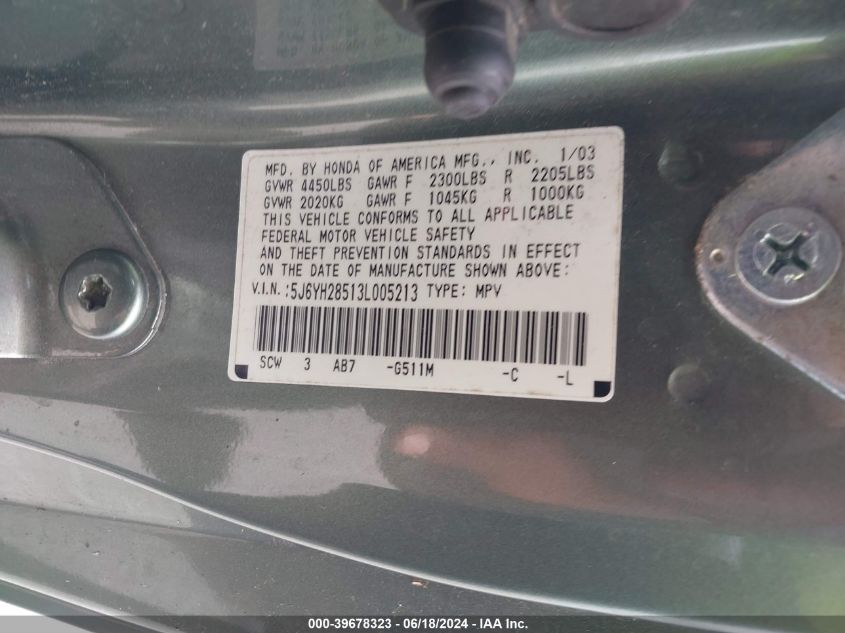 MFD. BY HONDA OF AMERICA MFG., INC. 1/03
GVWR 4450LBS GAWR F 2300LBS R 2205LBS
GVWR 2020KG GAWR F 1045KG R 1000KG
THIS VEHICLE CONFORMS TO ALL APPLICABLE
FEDERAL MOTOR VEHICLE SAFETY
AND THEFT PREVENTION STANDARDS IN EFFECT
ON THE DATE OF MANUFACTURE SHOWN ABOVE:
V.I.N.:5J6YH28513L005213 TYPE: MPV
SCW 3 AB7 -G511M -C -L
000-39678323 - 06/18/2024 - IAA Inc.